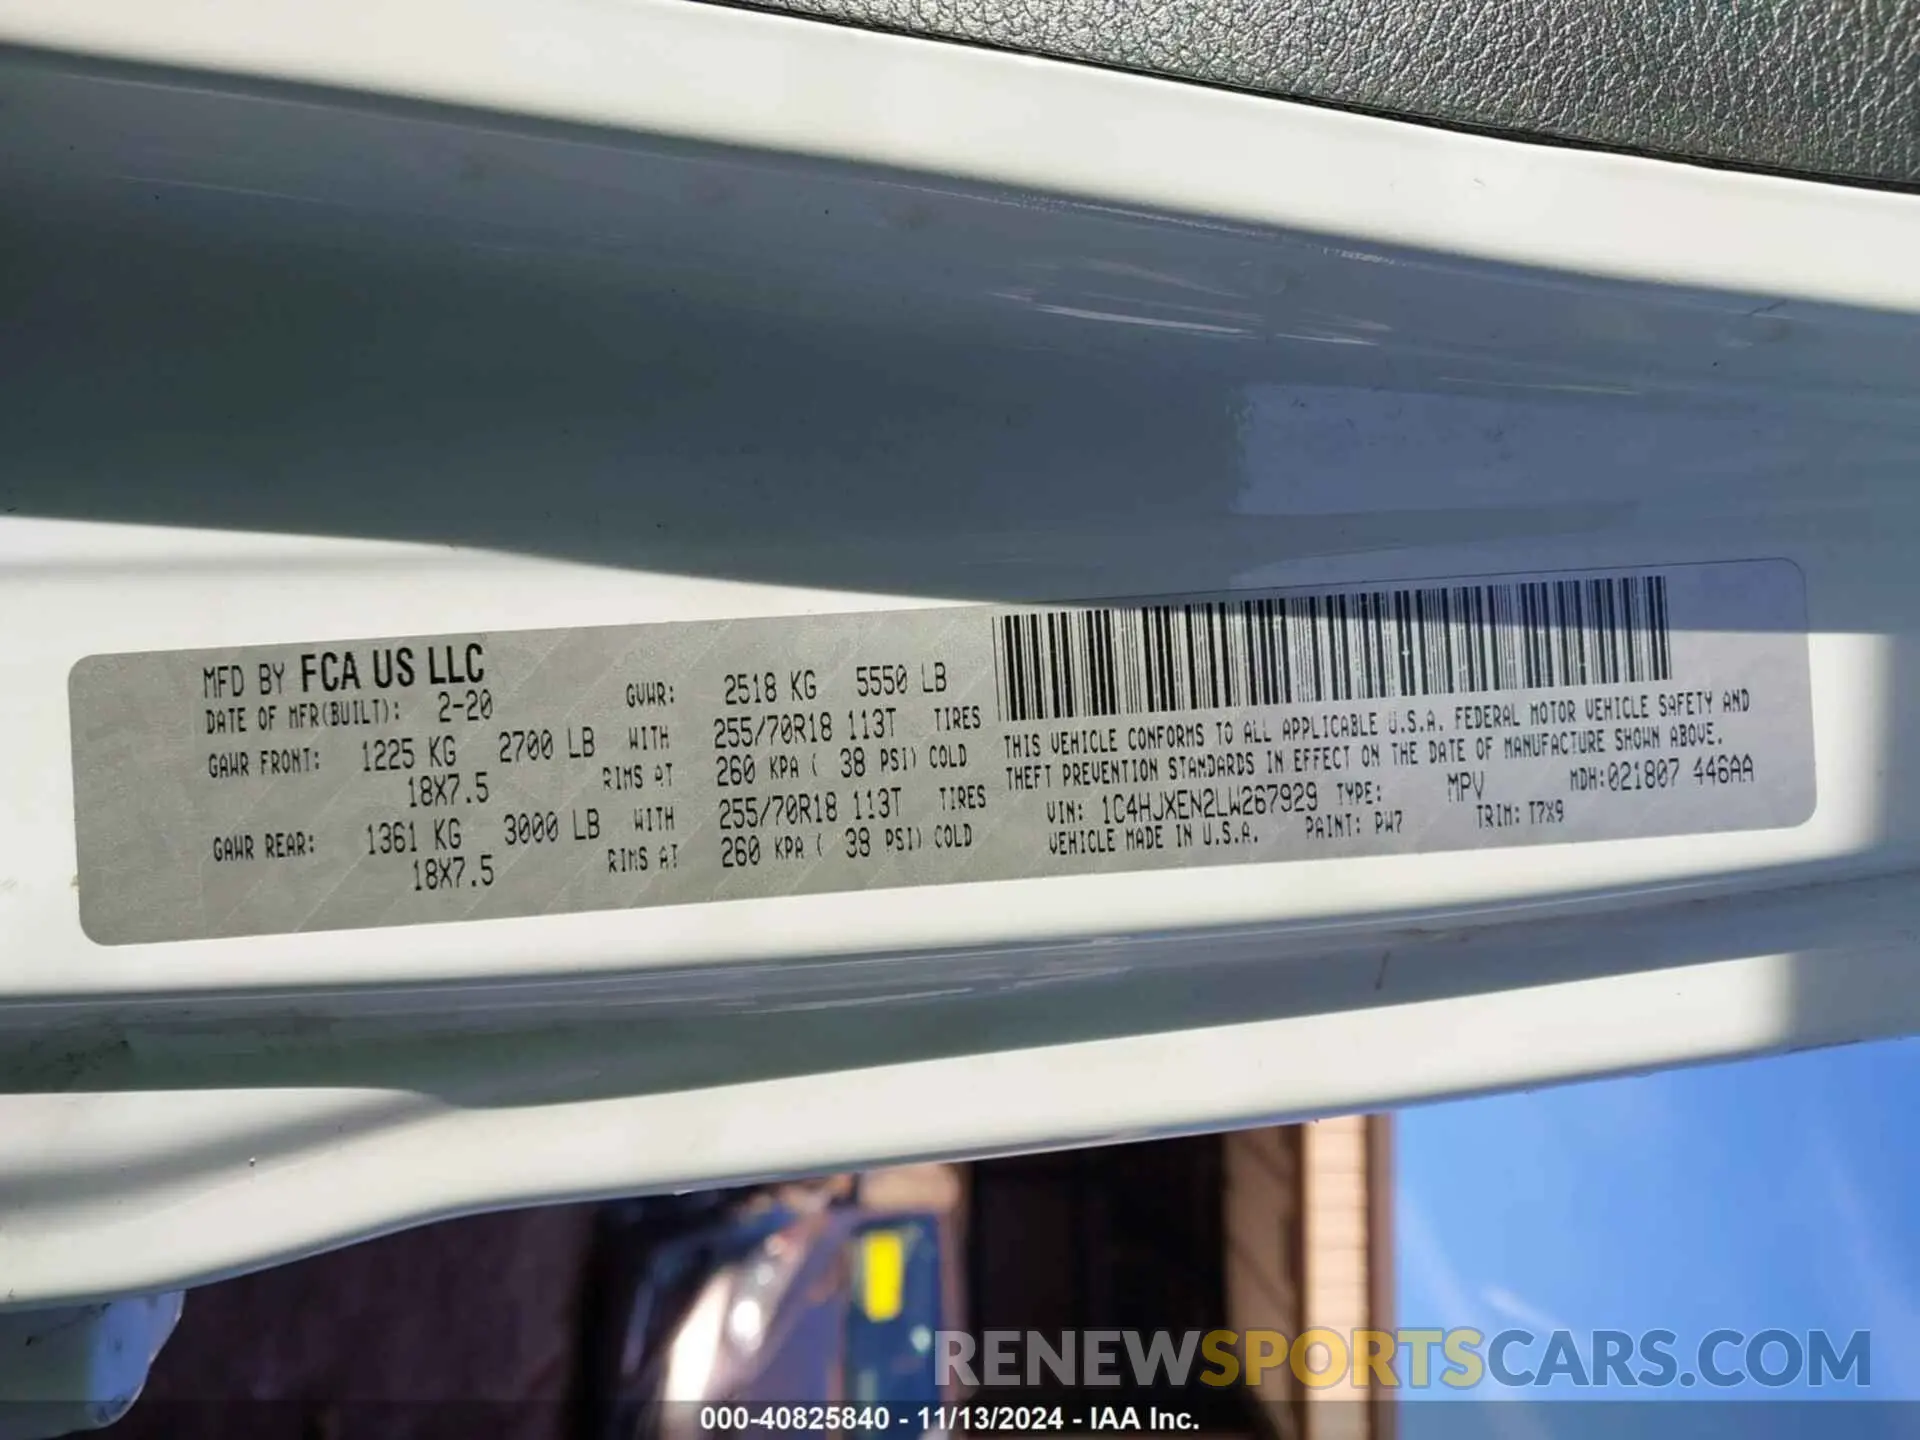 MFD BY FCA US LLC
DATE OF MFR(BUILT): 2-20 GVWR: 2518 KG 5550 LB
GAWR FRONT: 1225 KG 2700 LB WITH 255/70R18 113T TIRES
18X7.5 RIMS AT 260 KPA ( 38 PSI) COLD
GAWR REAR: 1361 KG 3000 LB WITH 255/70R18 113T TIRES
18X7.5 RIMS AT 260 KPA ( 38 PSI) COLD
THIS VEHICLE CONFORMS TO ALL APPLICABLE U.S.A. FEDERAL MOTOR VEHICLE SAFETY AND
THEFT PREVENTION STANDARDS IN EFFECT ON THE DATE OF MANUFACTURE SHOWN ABOVE.
VIN: 1C4HJXEN2LW267929 TYPE: MPV MDH:021807 446AA
VEHICLE MADE IN U.S.A. PAINT: PW7 TRIM: T7X9
RENEWSPORTSCARS.COM
000-40825840 - 11/13/2024 - IAA Inc.